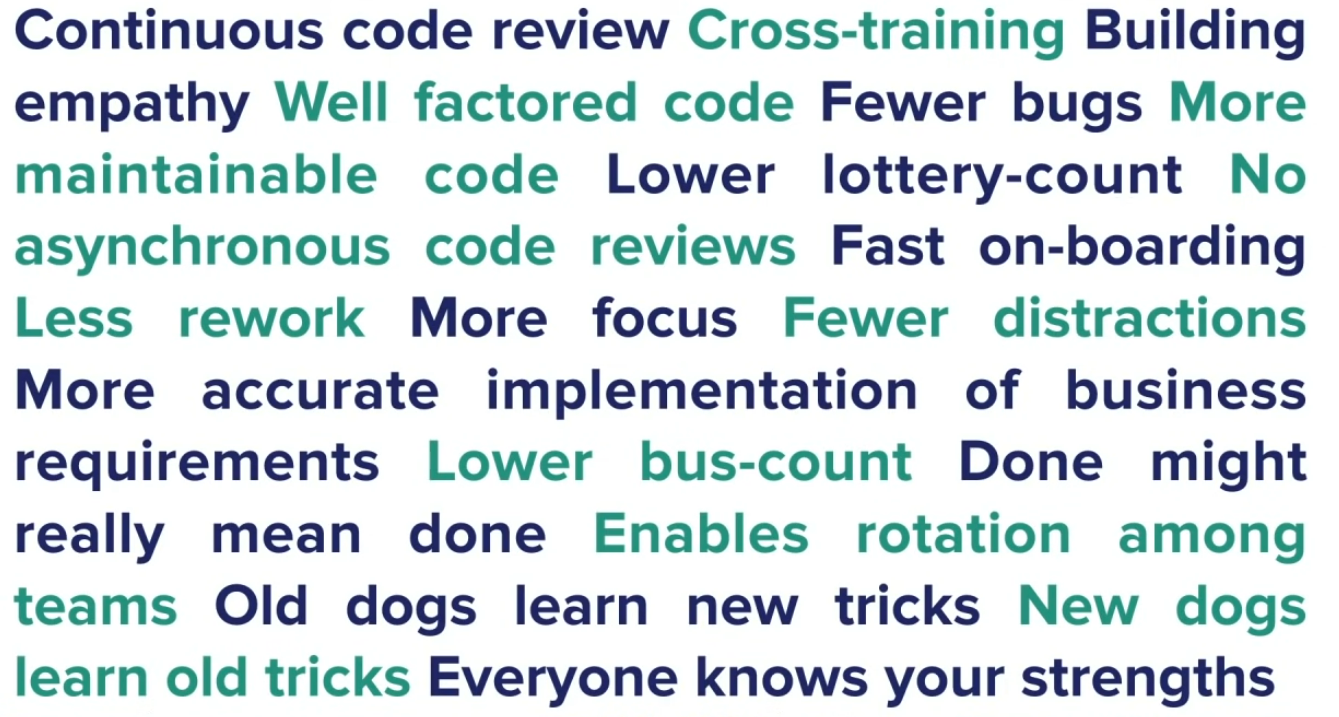 Continuous code review Cross-training Building
empathy Well factored code Fewer bugs More
maintainable code Lower lottery-count No
asynchronous code reviews Fast on-boarding
Less rework More focus Fewer distractions
More accurate implementation of business
requirements Lower bus-count Done might
really mean done Enables rotation among
teams Old dogs learn new tricks New dogs
learn old tricks Everyone knows your strengths